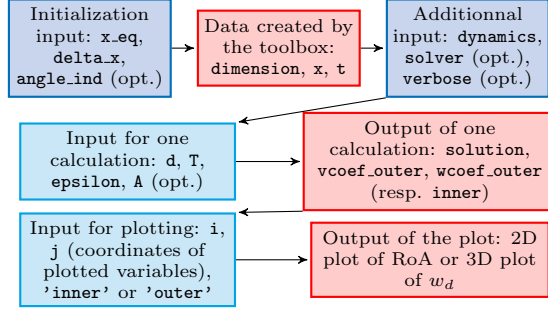 Initialization
input: x_eq,
delta_x,
angle_ind (opt.)
Data created by
the toolbox:
dimension, x, t
Additionnal
input: dynamics,
solver (opt.),
verbose (opt.)
Input for one
calculation: d, T,
epsilon, A (opt.)
Output of one
calculation: solution,
vcoef_outer, wcoef_outer
(resp. inner)
Input for plotting: i,
j (coordinates of
plotted variables),
'inner' or 'outer'
Output of the plot: 2D
plot of RoA or 3D plot
of w_d